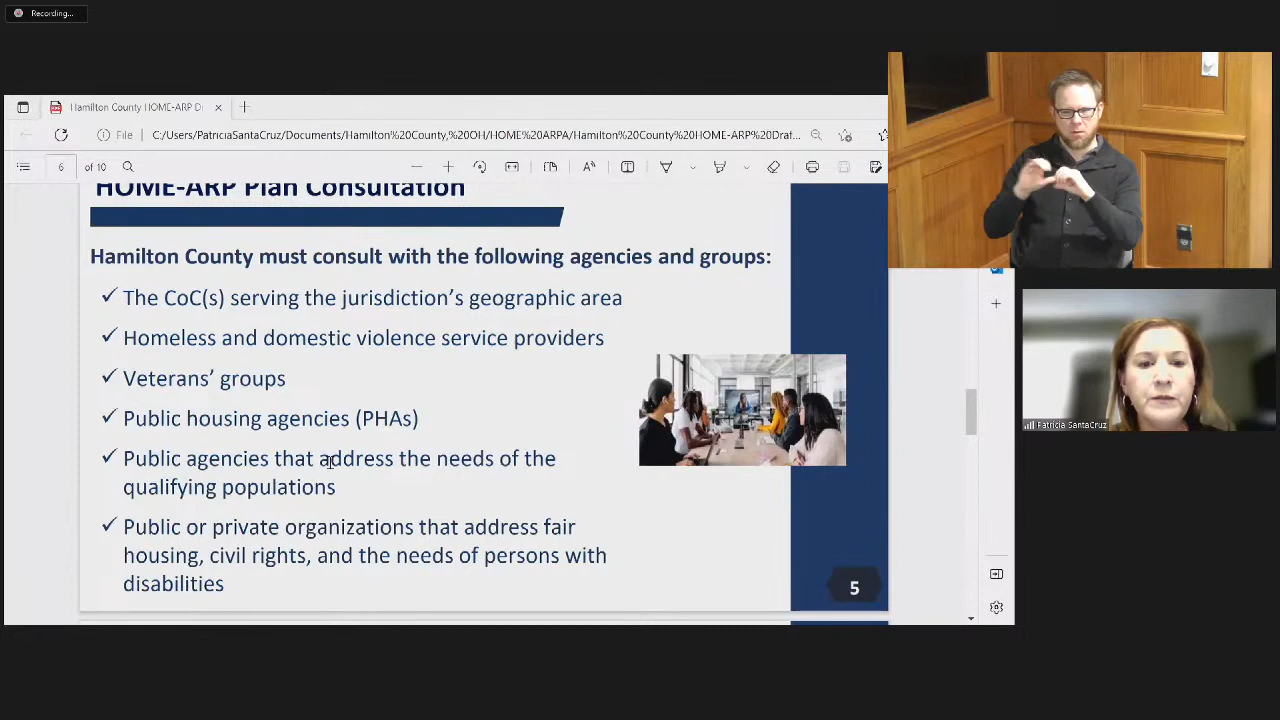 Recording...
Hamilton County HOME-ARP D
File
C:/Users/PatriciaSantaCruz/Documents/Hamilton%20County,%20OH/HOME%20ARPA/Hamilton%20County%20HOME-ARP%20Draf...
6 of 10
HOME-ARP Plan Consultation
Hamilton County must consult with the following agencies and groups:
✓ The CoC(s) serving the jurisdiction's geographic area
✓ Homeless and domestic violence service providers
✓ Veterans' groups
✓ Public housing agencies (PHAs)
✓ Public agencies that address the needs of the
qualifying populations
✓ Public or private organizations that address fair
housing, civil rights, and the needs of persons with
disabilities
5
Patricia SantaCruz